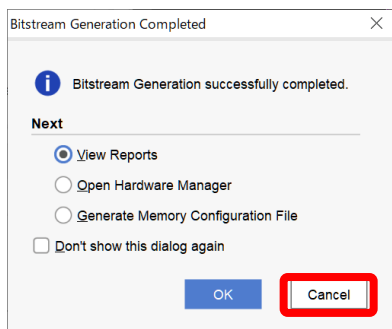 Bitstream Generation Completed
Bitstream Generation successfully completed.
Next
View Reports
Open Hardware Manager
Generate Memory Configuration File
Don't show this dialog again
OK Cancel